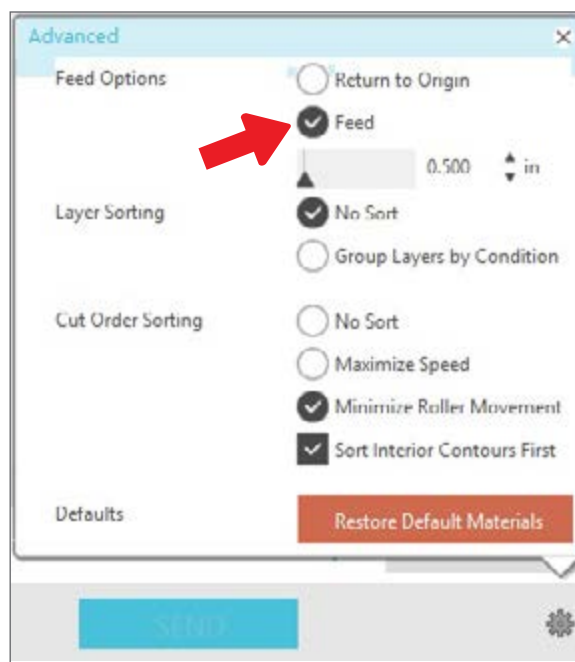 Advanced
Feed Options Return to Origin
Feed
0.500 in
Layer Sorting No Sort
Group Layers by Condition
Cut Order Sorting No Sort
Maximize Speed
Minimize Roller Movement
Sort Interior Contours First
Defaults Restore Default Materials
SEND